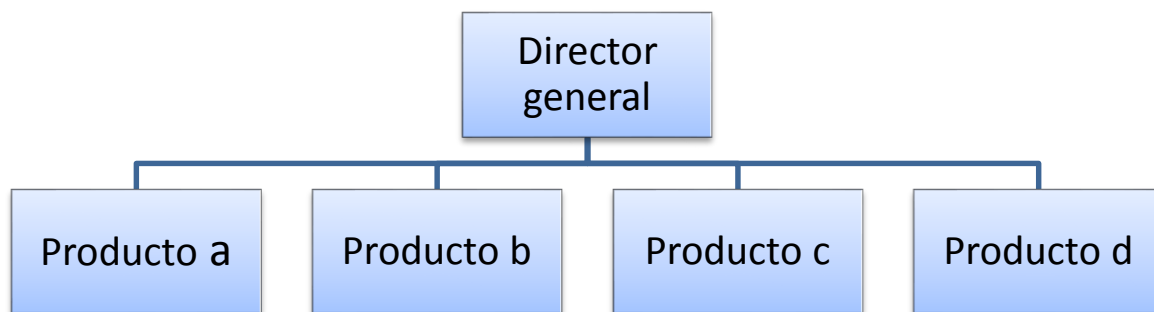 Director
general
Producto a
Producto b
Producto c
Producto d